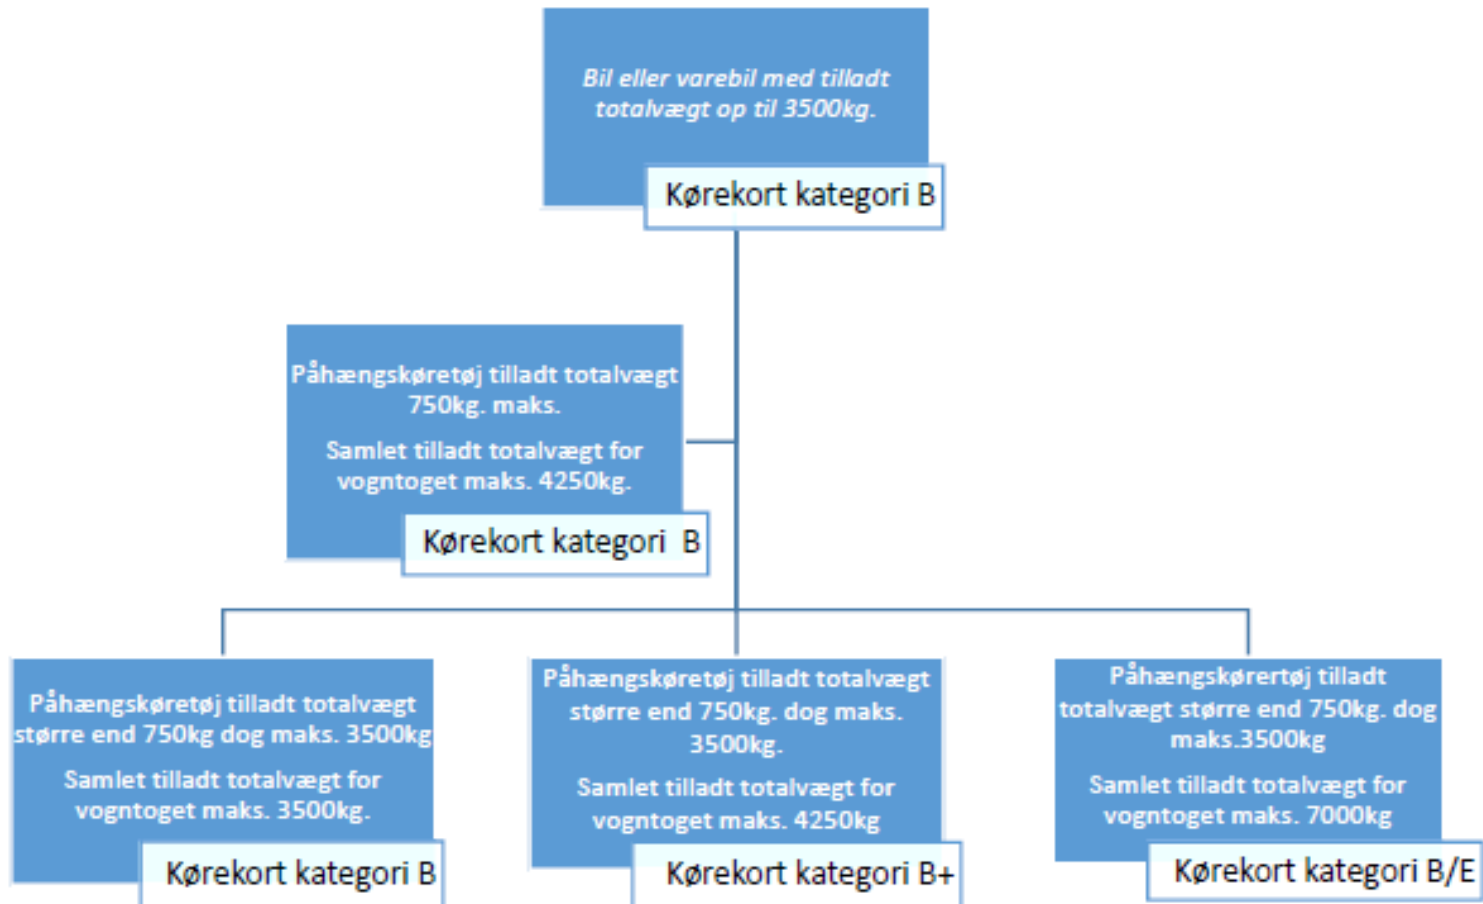 Bil eller varebil med tilladt
totalvægt op til 3500kg.
Kørekort kategori B
Påhængskøretøj tilladt totalvægt
750kg. maks.
Samlet tilladt totalvægt for
vogntoget maks. 4250kg.
Kørekort kategori B
Påhængskøretøj tilladt totalvægt
større end 750kg dog maks. 3500kg
Samlet tilladt totalvægt for
vogntoget maks. 3500kg.
Kørekort kategori B
Påhængskøretøj tilladt totalvægt
større end 750kg. dog maks.
3500kg.
Samlet tilladt totalvægt for
vogntoget maks. 4250kg
Kørekort kategori B+
Påhængskørertøj tilladt
totalvægt større end 750kg. dog
maks.3500kg
Samlet tilladt totalvægt for
vogntoget maks. 7000kg
Kørekort kategori B/E